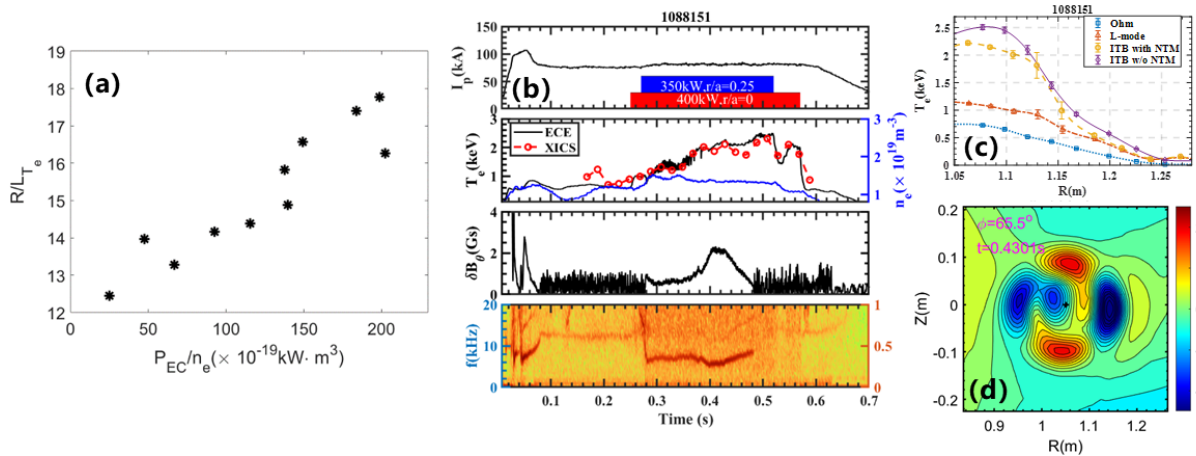 (a)
19
18
17
16
15
14
13
12
R/L_Te
0
50
100
150
200
P_EC/n_e(× 10^-19 kW· m^3)
1088151
(b)
150
100
50
0
I_p(kA)
350kW,r/a=0.25
400kW,r/a=0
3
2
1
T_e(keV)
ECE
XICS
3
2
1
n_e(× 10^19 m^-3)
4
2
0
δB_θ(Gs)
20
10
0
f(kHz)
1
0.5
0
0.1
0.2
0.3
0.4
0.5
0.6
0.7
Time (s)
1088151
(c)
2.5
2
1.5
1
0.5
0
T_e(keV)
Ohm
L-mode
ITB with NTM
ITB w/o NTM
1.05
1.1
1.15
1.2
1.25
R(m)
(d)
ϕ=65.5°
t=0.4301s
0.2
0.1
0
-0.1
-0.2
Z(m)
0.9
1
1.1
1.2
R(m)